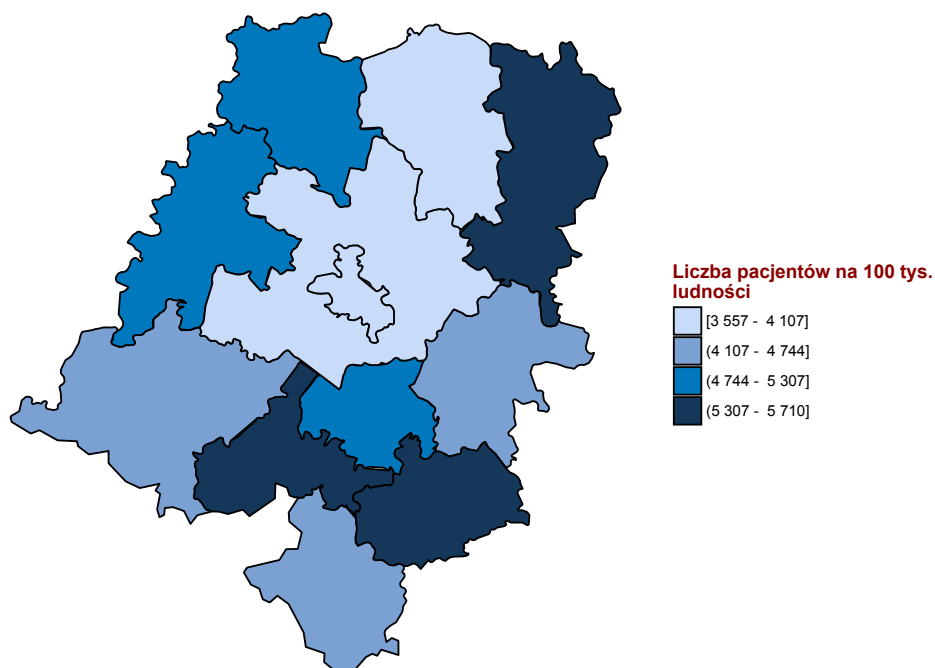 Liczba pacjentów na 100 tys.
ludności
[3 557 - 4 107]
(4 107 - 4 744]
(4 744 - 5 307]
(5 307 - 5 710]